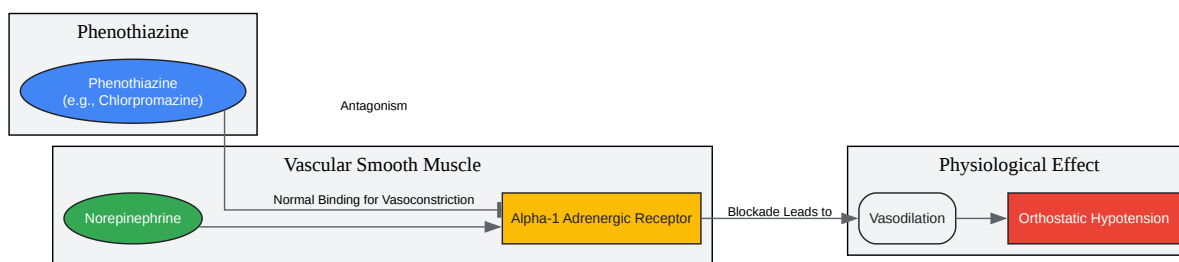 Phenothiazine
Phenothiazine
(e.g., Chlorpromazine)
Antagonism
Vascular Smooth Muscle
Normal Binding for Vasoconstriction
Norepinephrine
Alpha-1 Adrenergic Receptor
Blockade Leads to
Physiological Effect
Vasodilation
Orthostatic Hypotension